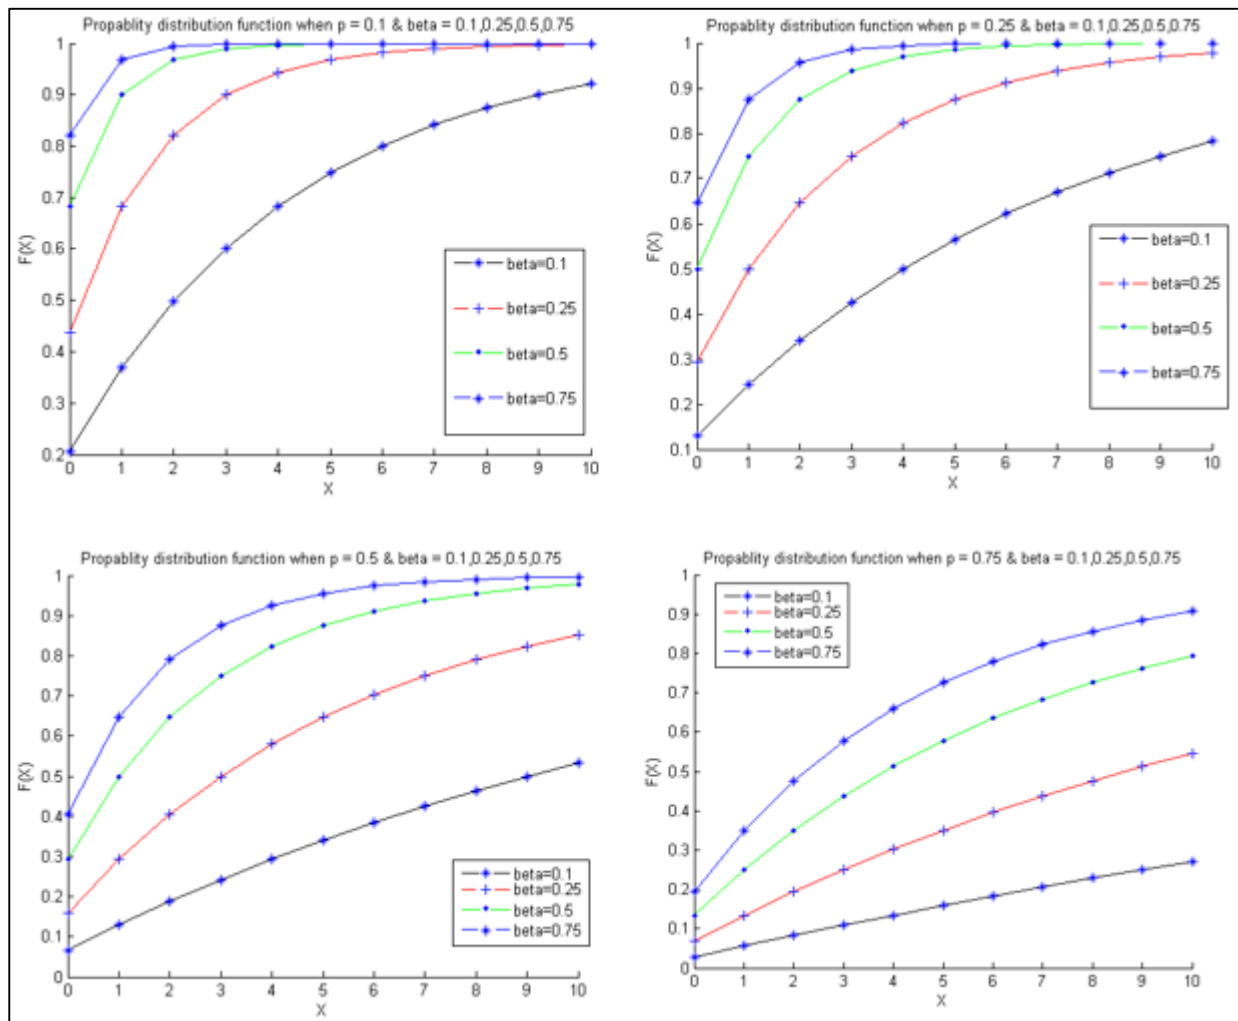 Propablity distribution function when p = 0.1 & beta = 0.1,0.25,0.5,0.75
1
0.9
0.8
0.7
0.6
0.5
0.4
0.3
0.2
F(X)
beta=0.1
beta=0.25
beta=0.5
beta=0.75
0 1 2 3 4 5 6 7 8 9 10
X
Propablity distribution function when p = 0.25 & beta = 0.1,0.25,0.5,0.75
1
0.9
0.8
0.7
0.6
0.5
0.4
0.3
0.2
0.1
F(X)
beta=0.1
beta=0.25
beta=0.5
beta=0.75
0 1 2 3 4 5 6 7 8 9 10
X
Propablity distribution function when p = 0.5 & beta = 0.1,0.25,0.5,0.75
1
0.9
0.8
0.7
0.6
0.5
0.4
0.3
0.2
0.1
0
F(X)
beta=0.1
beta=0.25
beta=0.5
beta=0.75
0 1 2 3 4 5 6 7 8 9 10
X
Propablity distribution function when p = 0.75 & beta = 0.1,0.25,0.5,0.75
1
0.9
0.8
0.7
0.6
0.5
0.4
0.3
0.2
0.1
0
F(X)
beta=0.1
beta=0.25
beta=0.5
beta=0.75
0 1 2 3 4 5 6 7 8 9 10
X